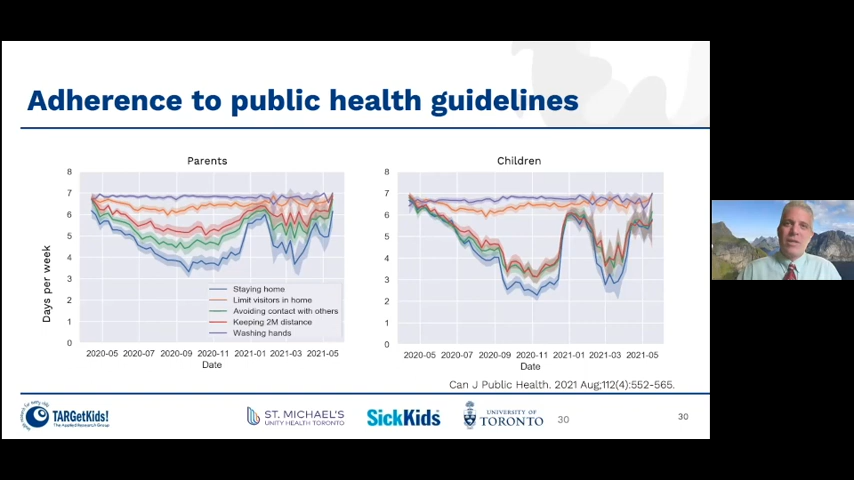 Adherence to public health guidelines
Parents
8
7
6
5
4
3
2
1
0
Days per week
Staying home
Limit visitors in home
Avoiding contact with others
Keeping 2M distance
Washing hands
2020-05 2020-07 2020-09 2020-11 2021-01 2021-03 2021-05
Date
Children
8
7
6
5
4
3
2
1
0
2020-05 2020-07 2020-09 2020-11 2021-01 2021-03 2021-05
Date
Can J Public Health. 2021 Aug;112(4):552-565.
TARGetKids!
The Applied Research Group
ST. MICHAEL'S
UNITY HEALTH TORONTO
SickKids
UNIVERSITY OF
TORONTO
30
30